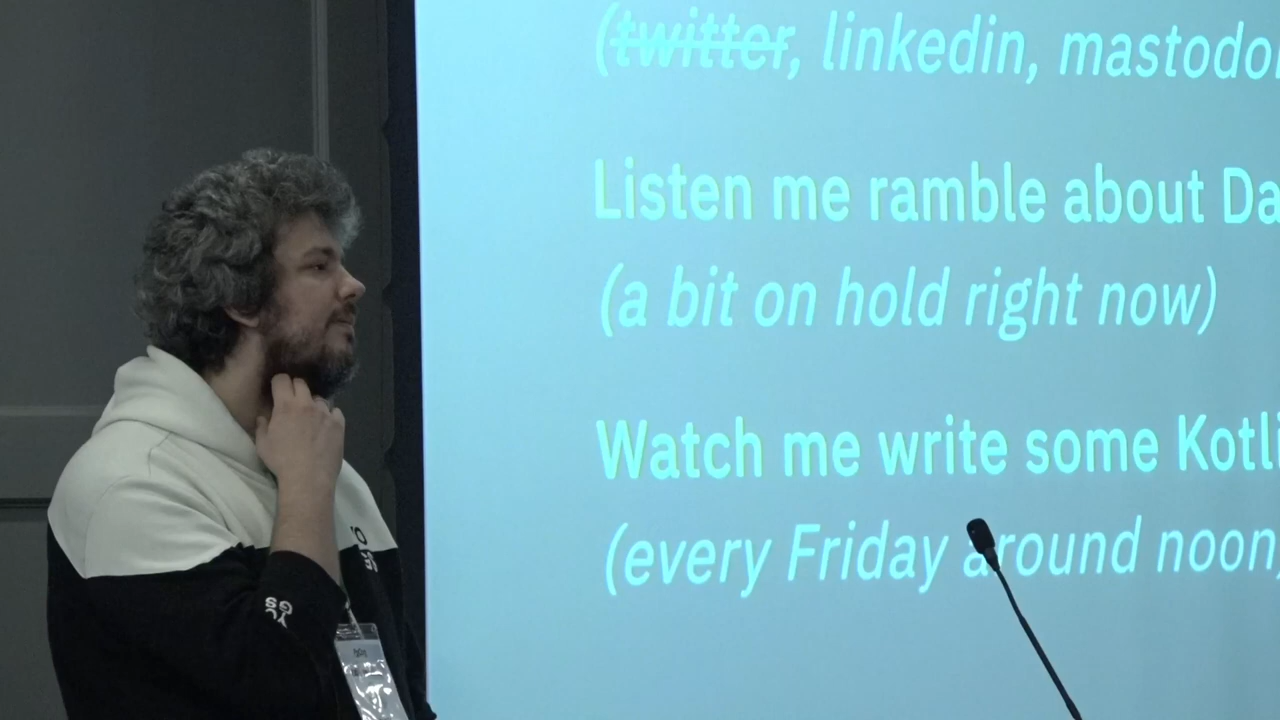 (twitter, linkedin, mastodo
Listen me ramble about Da
(a bit on hold right now)
Watch me write some Kotli
(every Friday around noon,